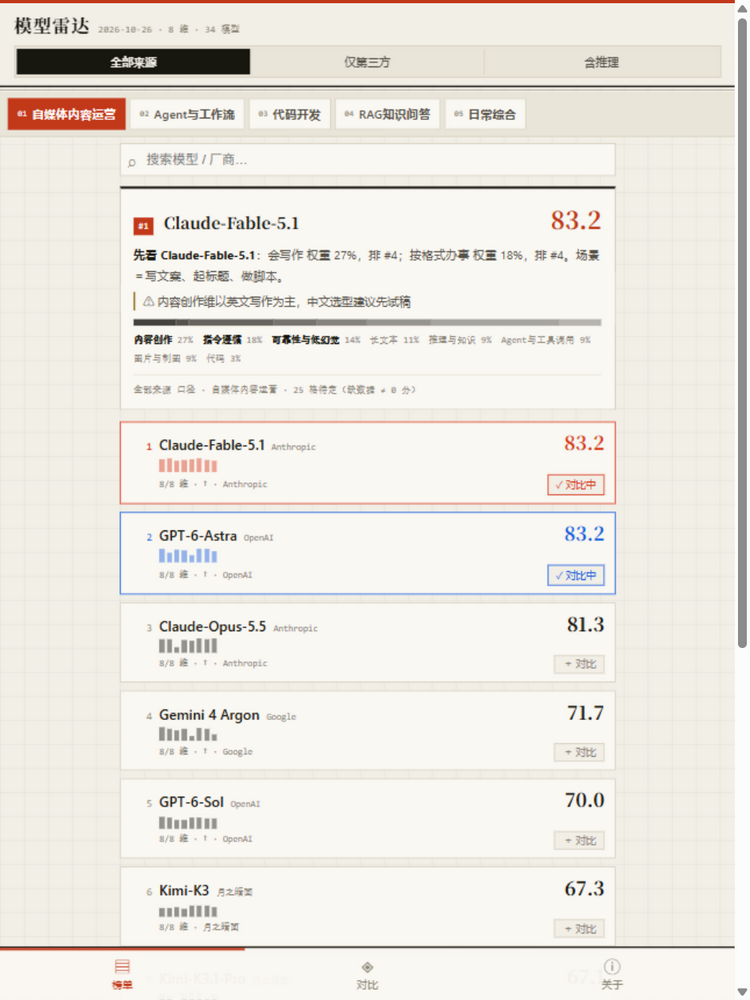 模型雷达 2026-10-26 · 8 维 · 34 模型
全部来源 仅第三方 含推理
01 自媒体内容运营 02 Agent与工作流 03 代码开发 04 RAG知识问答 05 日常综合
搜索模型 / 厂商...
#1 Claude-Fable-5.1 83.2
先看 Claude-Fable-5.1：会写作 权重 27%，排 #4；按格式办事 权重 18%，排 #4。场景
＝写文案、起标题、做脚本。
⚠ 内容创作维以英文写作为主，中文选型建议先试稿
内容创作 27% 指令遵循 18% 可靠性与低幻觉 14% 长文本 11% 推理与知识 9% Agent与工具调用 9%
图片与制图 9% 代码 3%
全部来源 口径 · 自媒体内容运营 · 25 格待定（缺数据 ≠ 0 分）
1 Claude-Fable-5.1 Anthropic 83.2
8/8 维 · ↑ · Anthropic ✓ 对比中
2 GPT-6-Astra OpenAI 83.2
8/8 维 · ↑ · OpenAI ✓ 对比中
3 Claude-Opus-5.5 Anthropic 81.3
8/8 维 · ↑ · Anthropic + 对比
4 Gemini 4 Argon Google 71.7
8/8 维 · ↑ · Google + 对比
5 GPT-6-Sol OpenAI 70.0
8/8 维 · ↑ · OpenAI + 对比
6 Kimi-K3 月之暗面 67.3
8/8 维 · ↑ · 月之暗面 + 对比
Kimi-K3.1-Pro
榜单 对比 关于